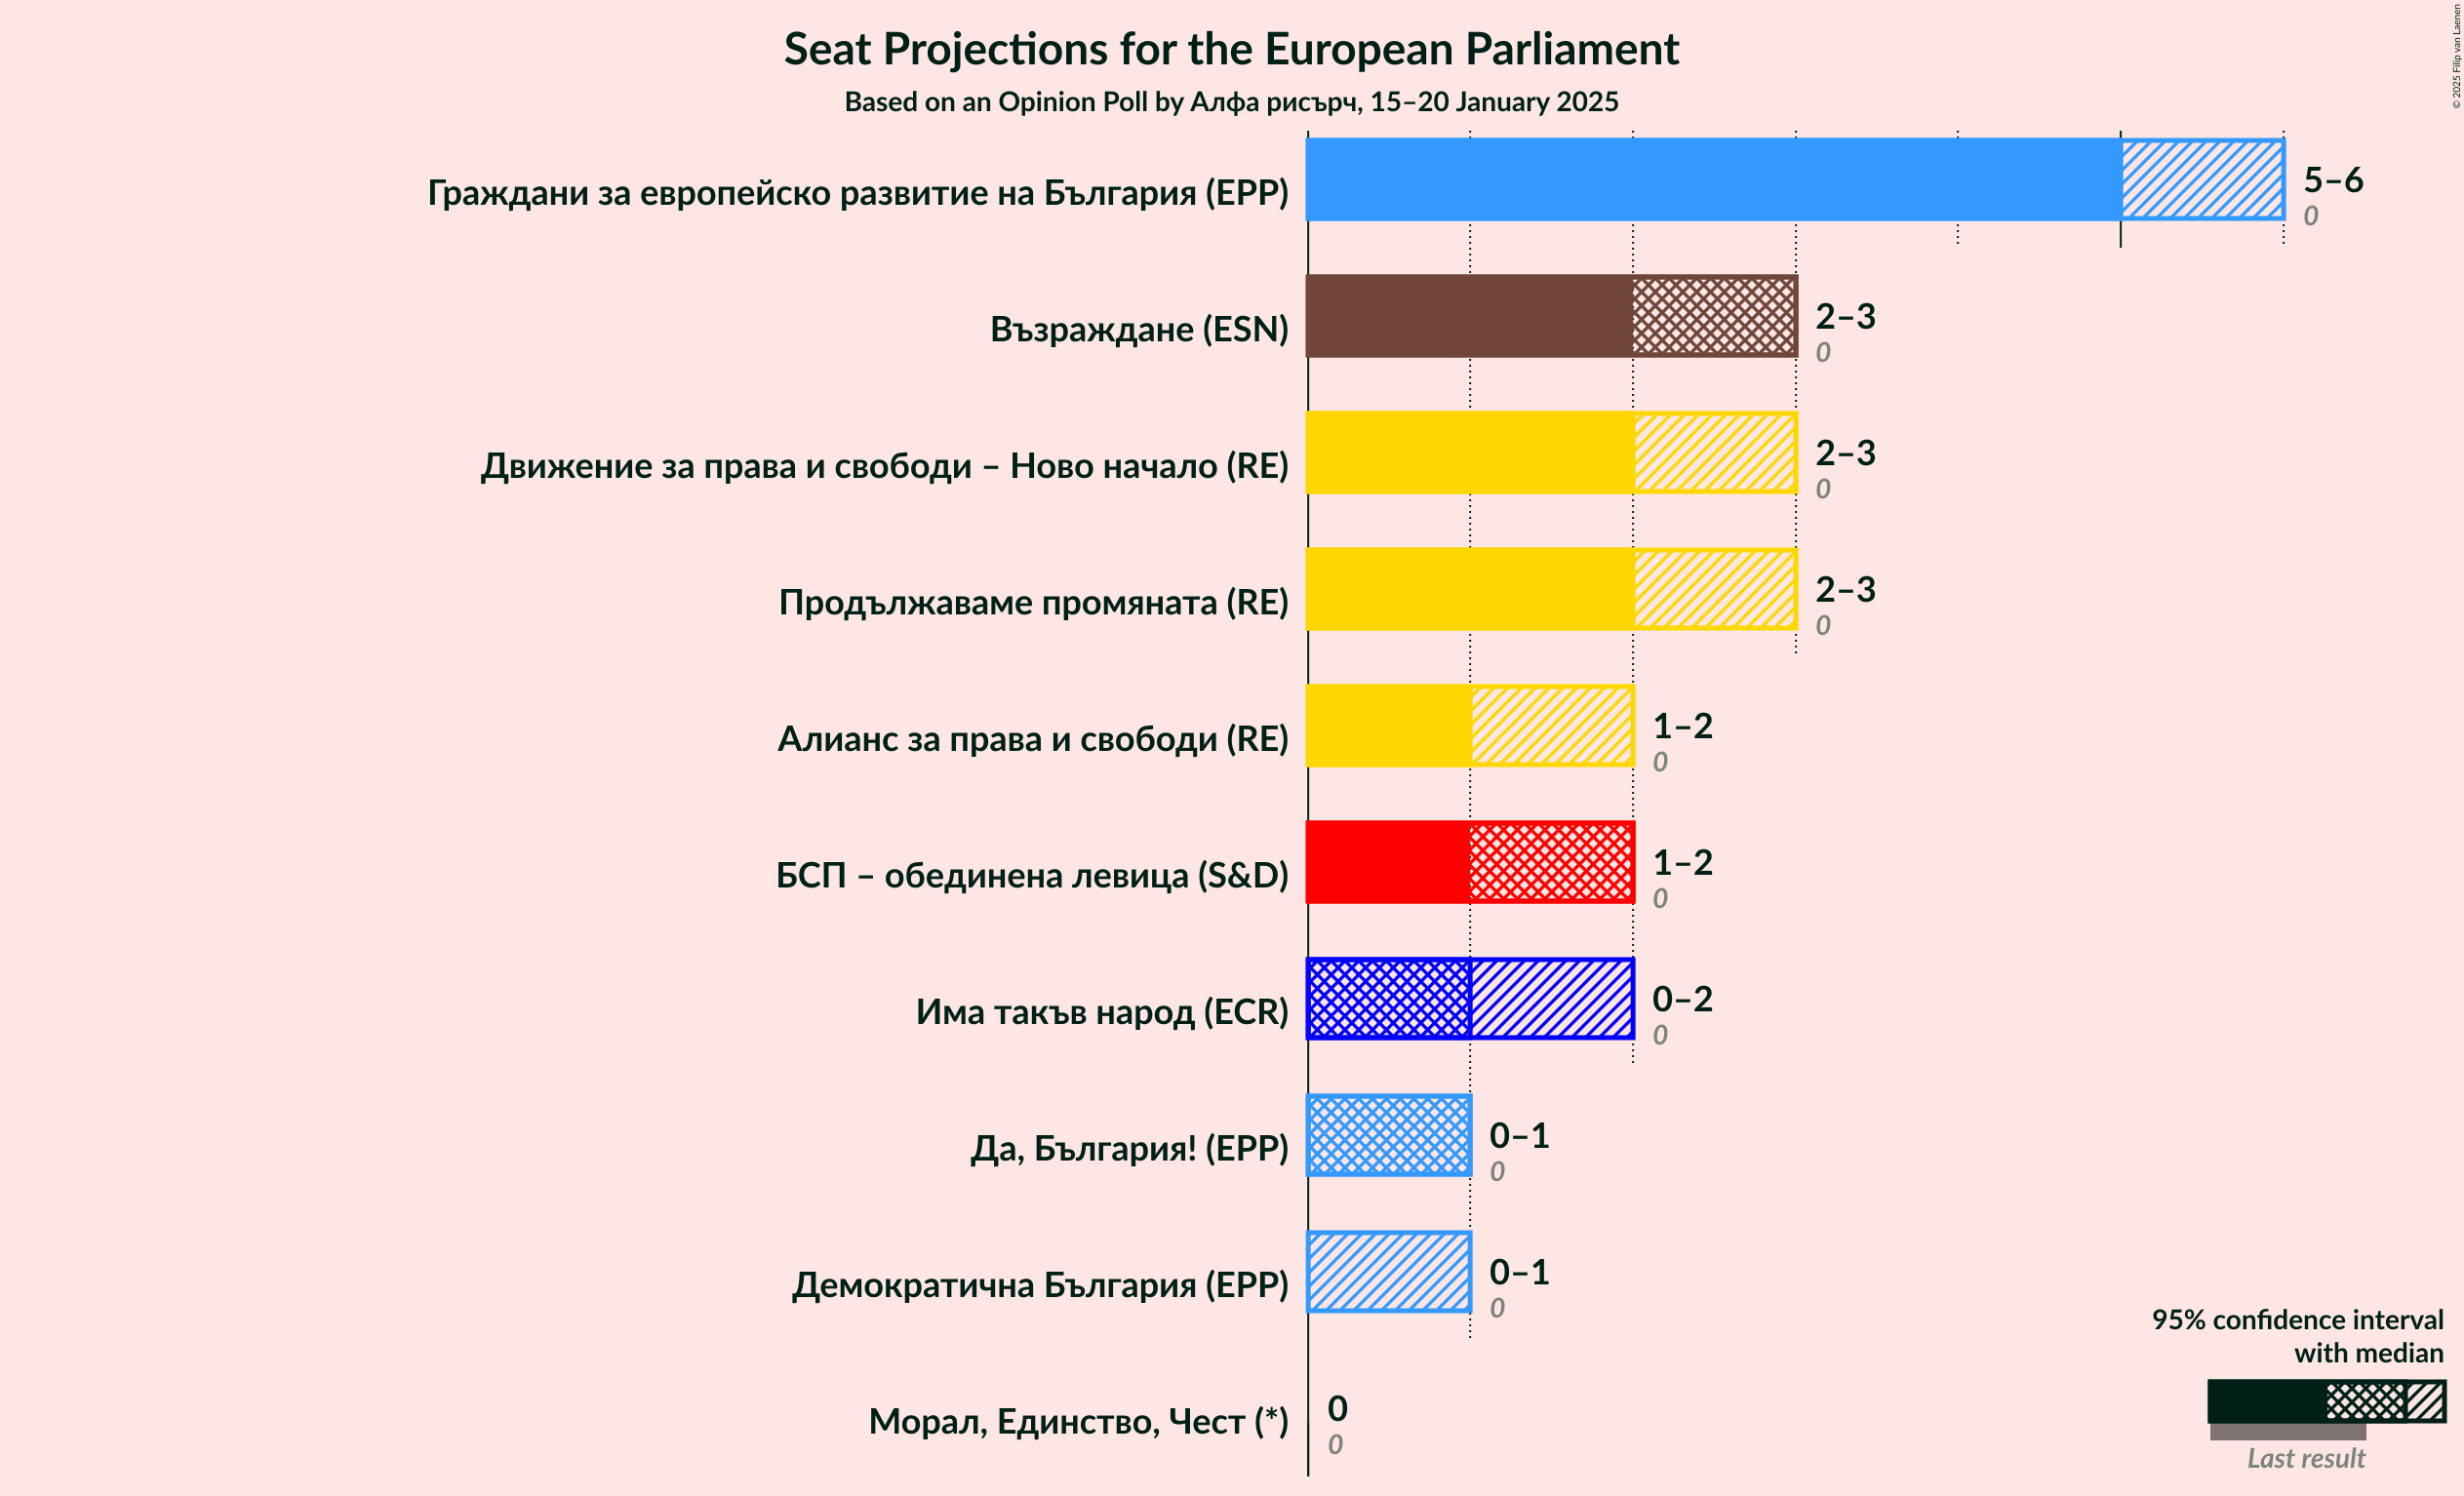 Seat Projections for the European Parliament
Based on an Opinion Poll by Алфа рисърч, 15–20 January 2025
© 2025 Filip van Laenen
Граждани за европейско развитие на България (EPP)
5–6
0
Възраждане (ESN)
2–3
0
Движение за права и свободи – Ново начало (RE)
2–3
0
Продължаваме промяната (RE)
2–3
0
Алианс за права и свободи (RE)
1–2
0
БСП – обединена левица (S&D)
1–2
0
Има такъв народ (ECR)
0–2
0
Да, България! (EPP)
0–1
0
Демократична България (EPP)
0–1
0
Морал, Единство, Чест (*)
0
0
95% confidence interval
with median
Last result